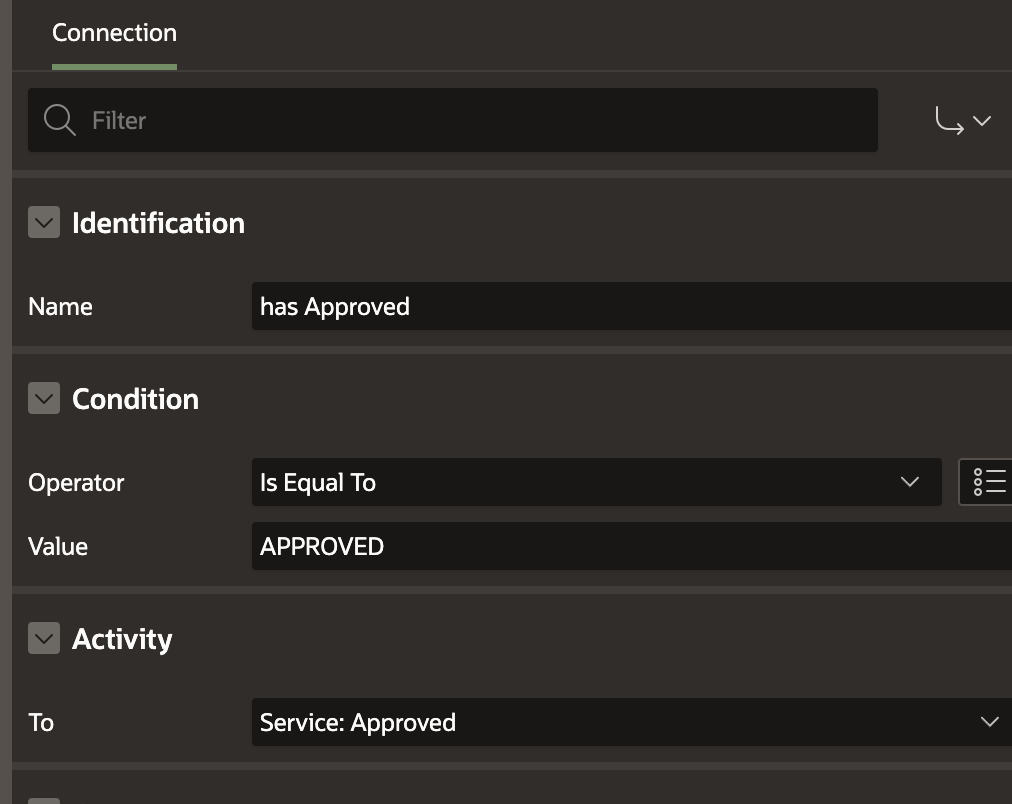 Connection
Filter
Identification
Name
has Approved
Condition
Operator
Is Equal To
Value
APPROVED
Activity
To
Service: Approved